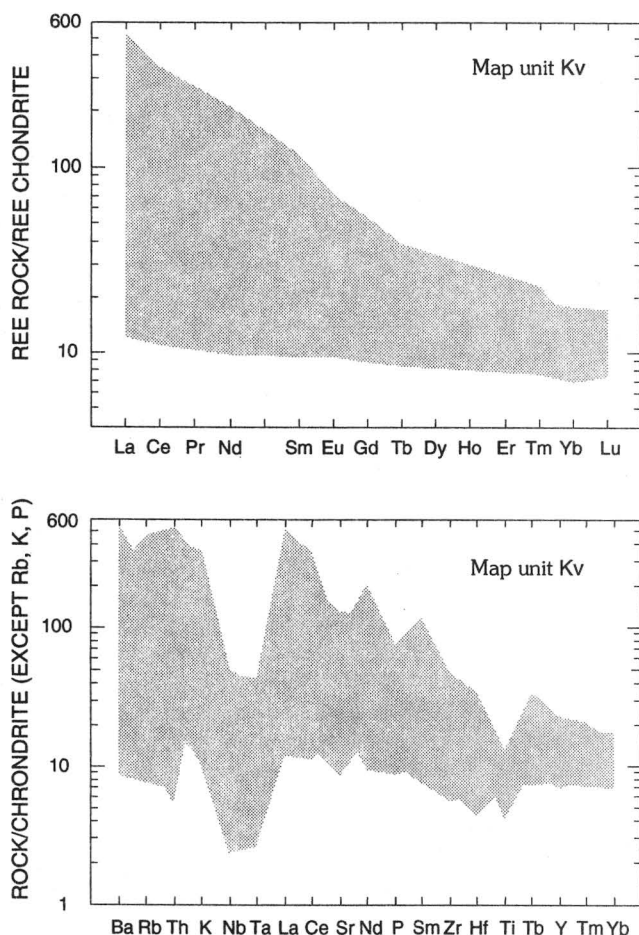 600
Map unit Kv
REE ROCK/REE CHONDRITE
100
10
La Ce Pr Nd Sm Eu Gd Tb Dy Ho Er Tm Yb Lu
600
Map unit Kv
ROCK/CHRONDRITE (EXCEPT Rb, K, P)
100
10
1
Ba Rb Th K Nb Ta La Ce Sr Nd P Sm Zr Hf Ti Tb Y Tm Yb